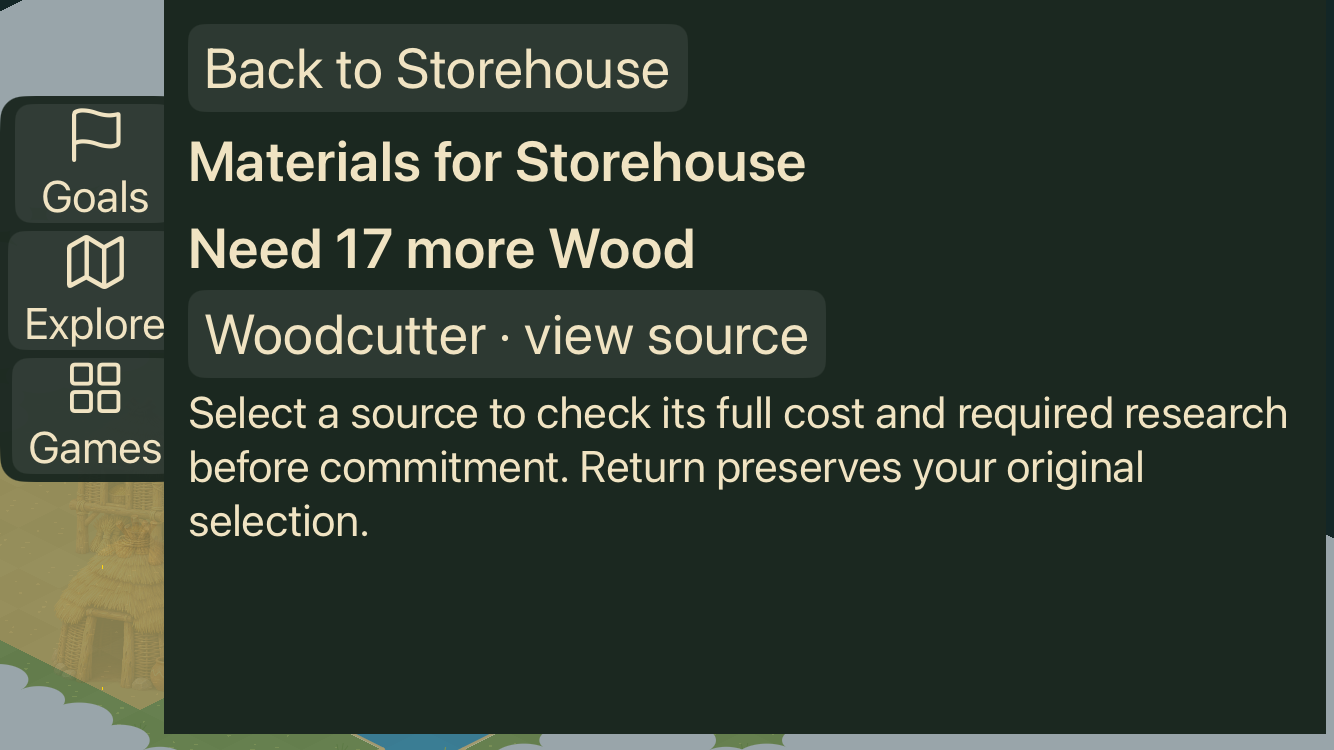 Back to Storehouse
Materials for Storehouse
Need 17 more Wood
Woodcutter · view source
Select a source to check its full cost and required research
before commitment. Return preserves your original
selection.
Goals
Explore
Games